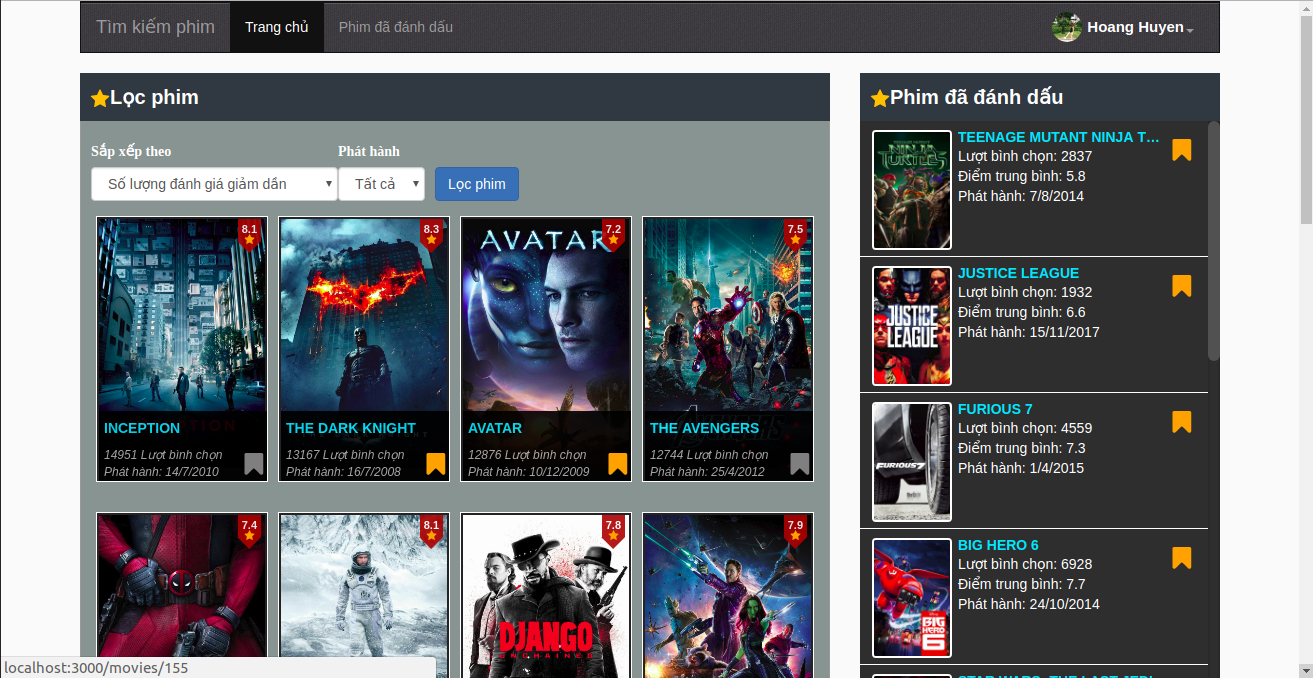 Tìm kiếm phim
Trang chủ
Phim đã đánh dấu
Hoang Huyen
Lọc phim
Sắp xếp theo
Phát hành
Số lượng đánh giá giảm dần
Tất cả
Lọc phim
8.1
INCEPTION
14951 Lượt bình chọn
Phát hành: 14/7/2010
8.3
THE DARK KNIGHT
13167 Lượt bình chọn
Phát hành: 16/7/2008
AVATAR
7.2
AVATAR
12876 Lượt bình chọn
Phát hành: 10/12/2009
7.5
THE AVENGERS
12744 Lượt bình chọn
Phát hành: 25/4/2012
7.4
8.1
7.8
DJANGO
UNCHAINED
7.9
Phim đã đánh dấu
NINJA
TURTLES
TEENAGE MUTANT NINJA T…
Lượt bình chọn: 2837
Điểm trung bình: 5.8
Phát hành: 7/8/2014
JUSTICE
LEAGUE
JUSTICE LEAGUE
Lượt bình chọn: 1932
Điểm trung bình: 6.6
Phát hành: 15/11/2017
FURIOUS 7
FURIOUS 7
Lượt bình chọn: 4559
Điểm trung bình: 7.3
Phát hành: 1/4/2015
BIG
HERO
6
BIG HERO 6
Lượt bình chọn: 6928
Điểm trung bình: 7.7
Phát hành: 24/10/2014
STAR WARS: THE LAST JEDI
localhost:3000/movies/155